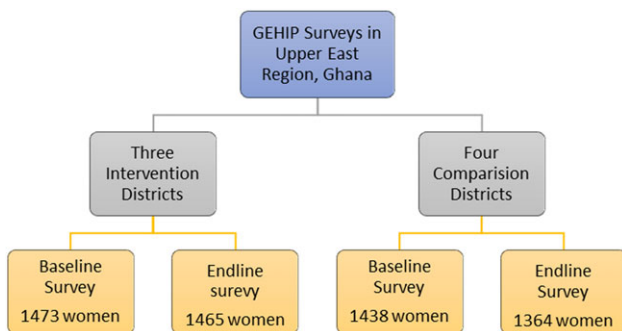 GEHIP Surveys in
Upper East
Region, Ghana
Three
Intervention
Districts
Four
Comparision
Districts
Baseline
Survey
1473 women
Endline
surevy
1465 women
Baseline
Survey
1438 women
Endline
Survey
1364 women